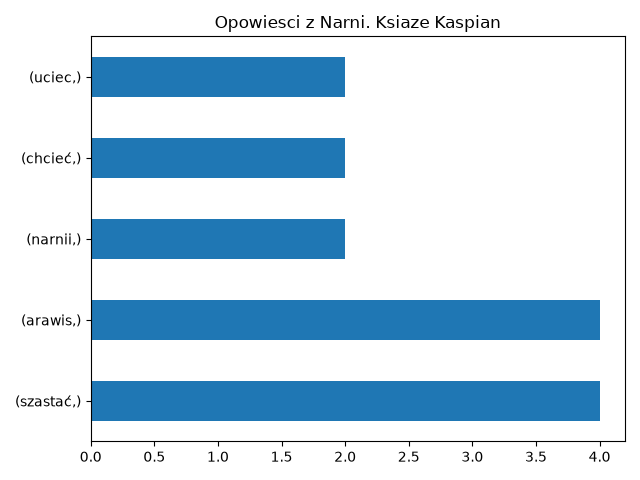 Opowiesci z Narni. Ksiaze Kaspian
(uciec,)
(chcieć,)
(narnii,)
(arawis,)
(szastać,)
0.0 0.5 1.0 1.5 2.0 2.5 3.0 3.5 4.0